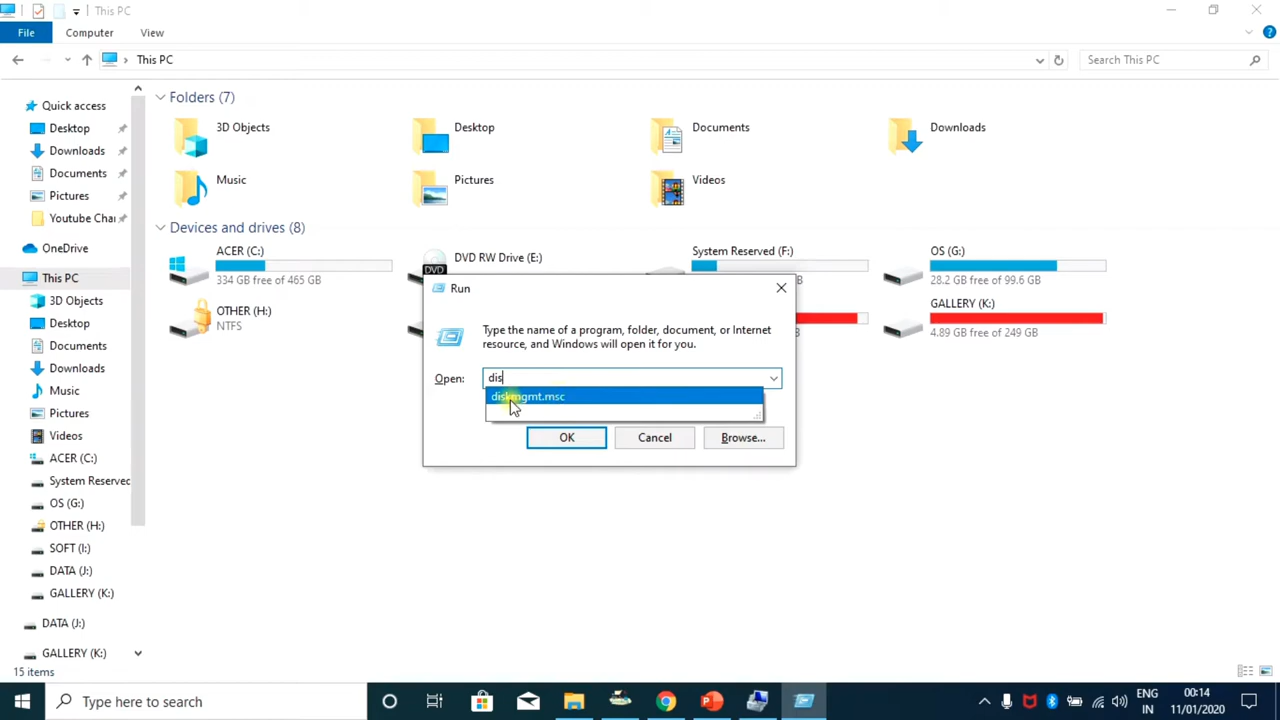 This PC
File
Computer
View
This PC
Search This PC
Quick access
Desktop
Downloads
Documents
Pictures
Youtube Char
OneDrive
This PC
3D Objects
Desktop
Documents
Downloads
Music
Pictures
Videos
ACER (C:)
System Reserved
OS (G:)
OTHER (H:)
SOFT (I:)
DATA (J:)
GALLERY (K:)
DATA (J:)
GALLERY (K:)
15 items
Folders (7)
3D Objects
Desktop
Documents
Downloads
Music
Pictures
Videos
Devices and drives (8)
ACER (C:)
334 GB free of 465 GB
DVD RW Drive (E:)
DVD
System Reserved (F:)
OS (G:)
28.2 GB free of 99.6 GB
OTHER (H:)
NTFS
GALLERY (K:)
4.89 GB free of 249 GB
Run
Type the name of a program, folder, document, or Internet
resource, and Windows will open it for you.
Open:
dis
diskmgmt.msc
OK
Cancel
Browse...
Type here to search
ENG
IN
00:14
11/01/2020